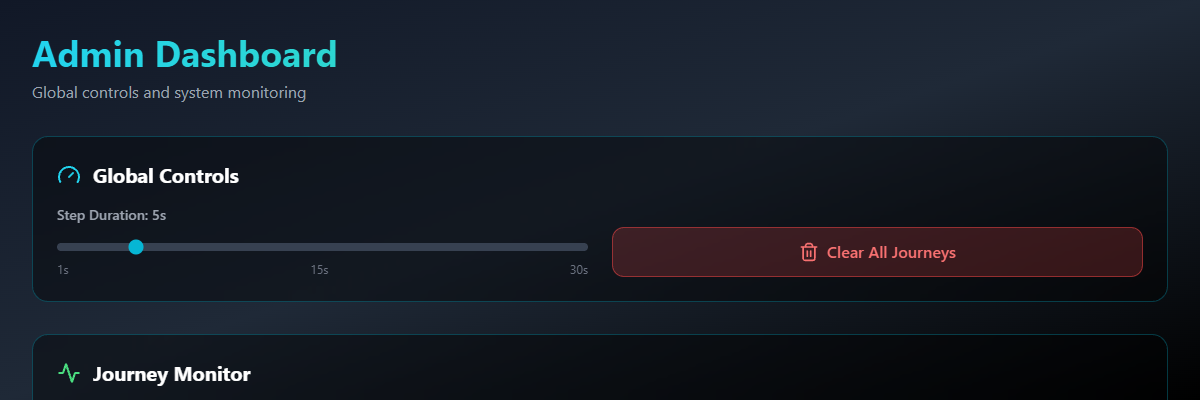 Admin Dashboard
Global controls and system monitoring
Global Controls
Step Duration: 5s
1s 15s 30s
Clear All Journeys
Journey Monitor